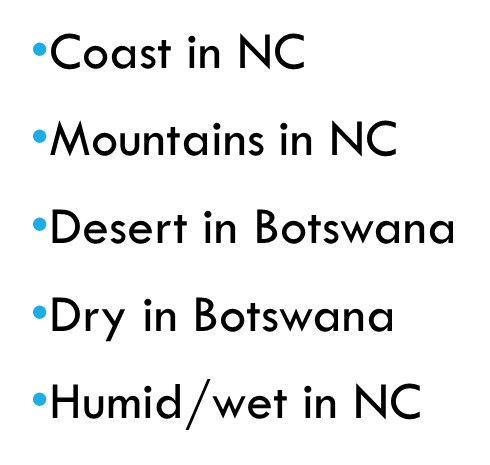 •Coast in NC
•Mountains in NC
•Desert in Botswana
•Dry in Botswana
•Humid/wet in NC